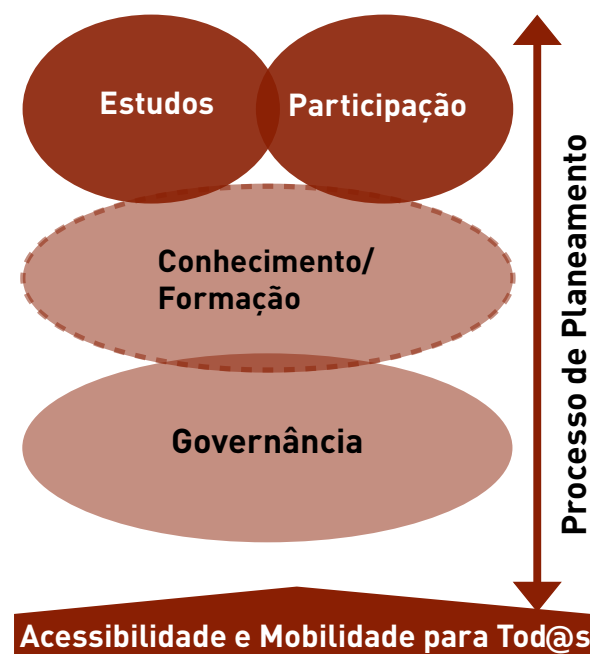 Estudos
Participação
Conhecimento/
Formação
Governância
Processo de Planeamento
Acessibilidade e Mobilidade para Tod@s